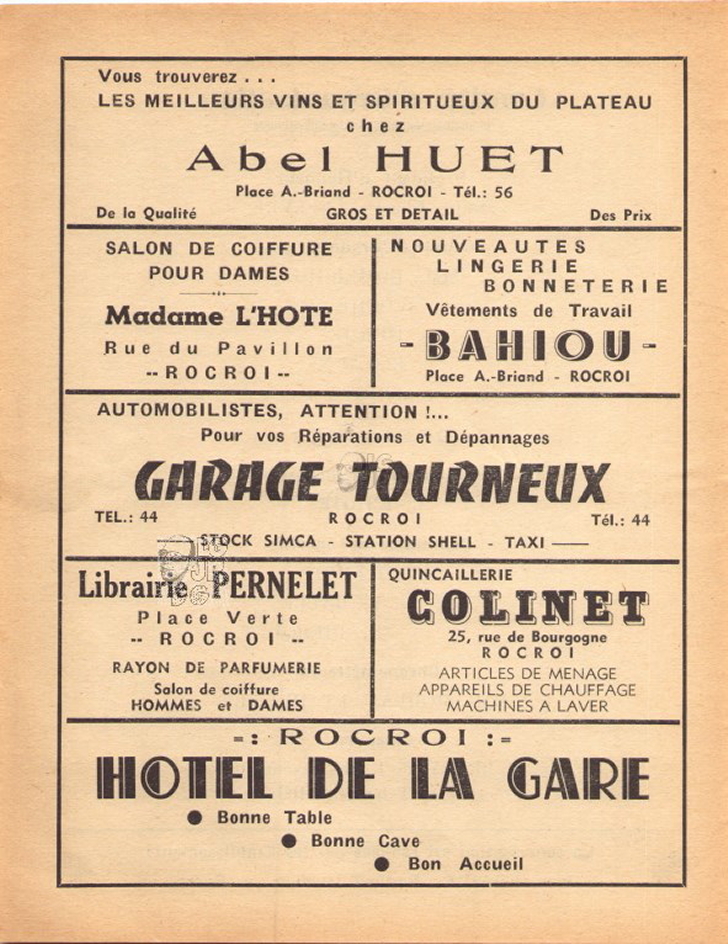 Vous trouverez . . .
LES MEILLEURS VINS ET SPIRITUEUX DU PLATEAU
chez
Abel HUET
Place A.-Briand - ROCROI - Tél.: 56
De la Qualité GROS ET DETAIL Des Prix
SALON DE COIFFURE
POUR DAMES
Madame L'HOTE
Rue du Pavillon
--ROCROI--
NOUVEAUTES
LINGERIE
BONNETERIE
Vêtements de Travail
- BAHIOU -
Place A.-Briand - ROCROI
AUTOMOBILISTES, ATTENTION !...
Pour vos Réparations et Dépannages
GARAGE TOURNEUX
TEL.: 44 ROCROI Tél.: 44
STOCK SIMCA - STATION SHELL - TAXI
Librairie PERNELET
Place Verte
-- ROCROI --
RAYON DE PARFUMERIE
Salon de coiffure
HOMMES et DAMES
QUINCAILLERIE
COLINET
25, rue de Bourgogne
ROCROI
ARTICLES DE MENAGE
APPAREILS DE CHAUFFAGE
MACHINES A LAVER
=: ROCROI :=
HOTEL DE LA GARE
● Bonne Table
● Bonne Cave
● Bon Accueil